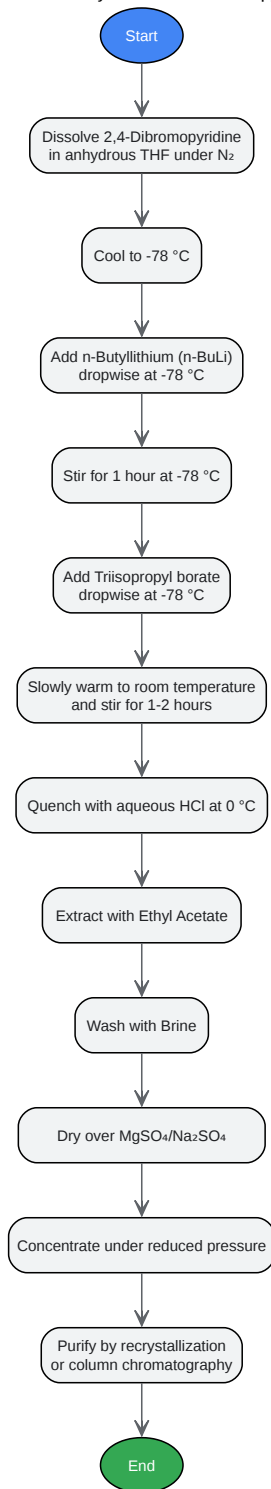 Start
Dissolve 2,4-Dibromopyridine
in anhydrous THF under N₂
Cool to -78 °C
Add n-Butyllithium (n-BuLi)
dropwise at -78 °C
Stir for 1 hour at -78 °C
Add Triisopropyl borate
dropwise at -78 °C
Slowly warm to room temperature
and stir for 1-2 hours
Quench with aqueous HCl at 0 °C
Extract with Ethyl Acetate
Wash with Brine
Dry over MgSO₄/Na₂SO₄
Concentrate under reduced pressure
Purify by recrystallization
or column chromatography
End